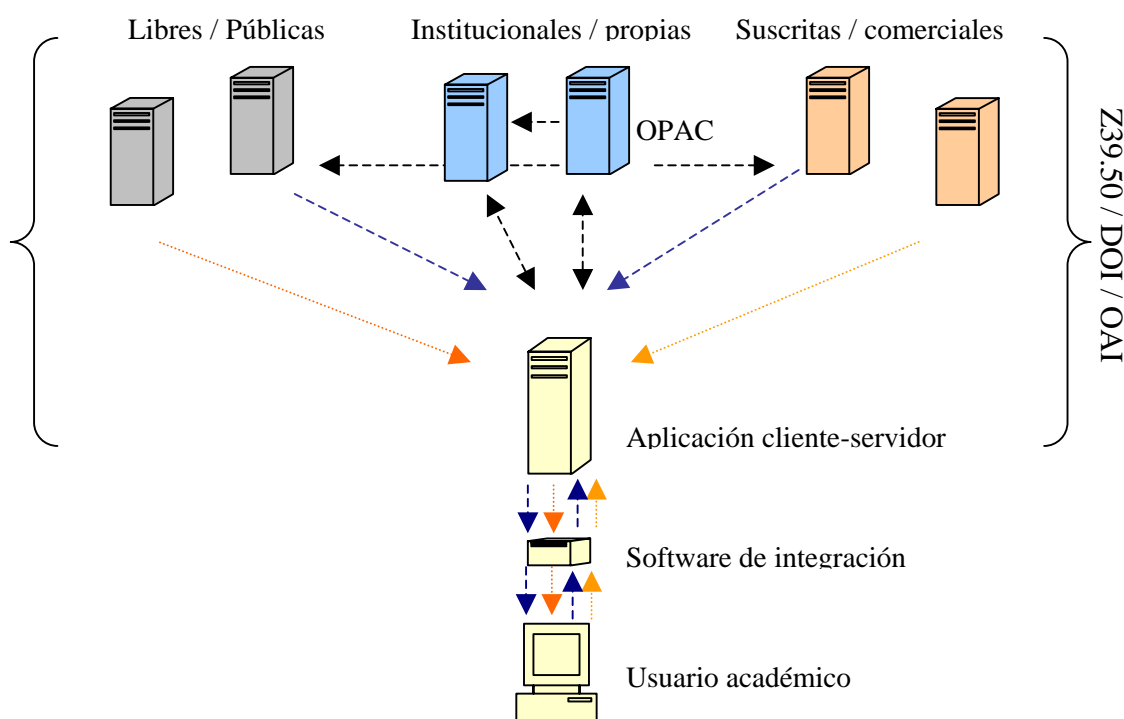 Libres / Públicas
Institucionales / propias
Suscritas / comerciales
OPAC
Z39.50 / DOI / OAI
Aplicación cliente-servidor
Software de integración
Usuario académico